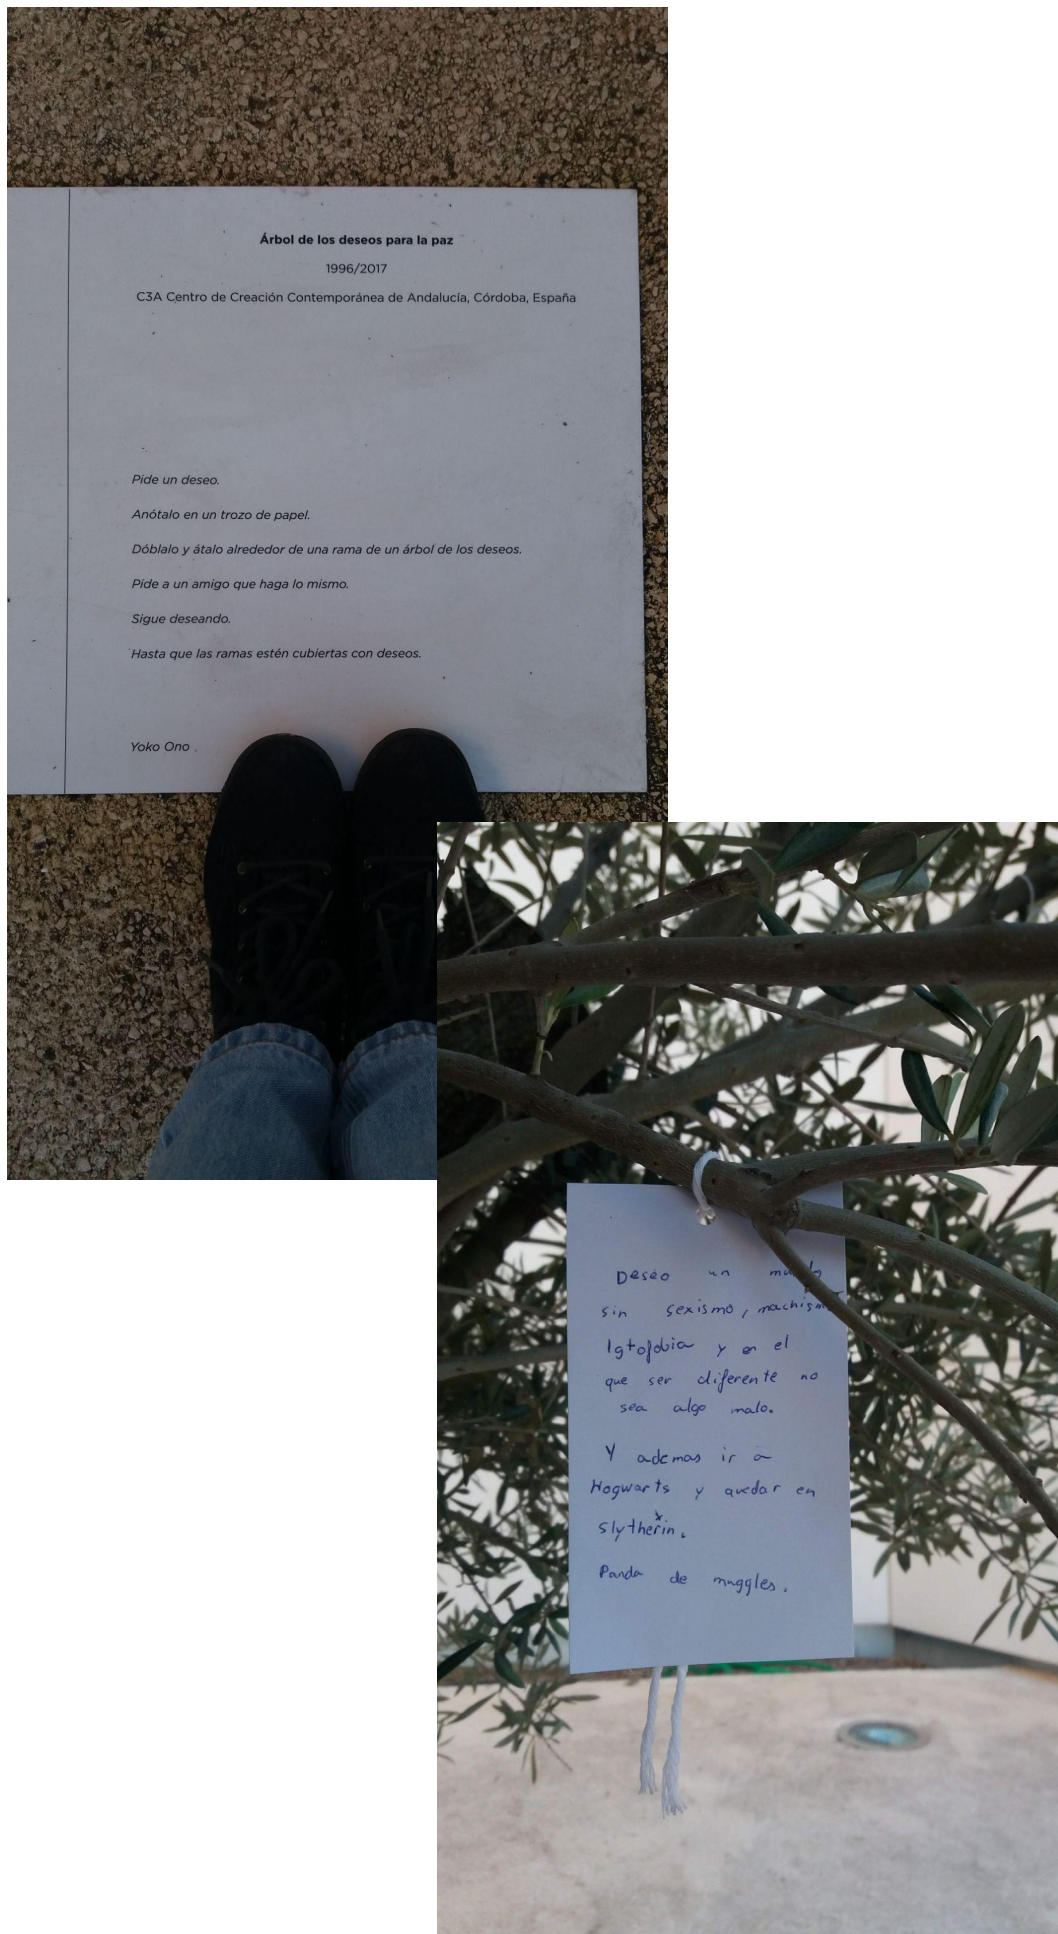 Árbol de los deseos para la paz
1996/2017
C3A Centro de Creación Contemporánea de Andalucía, Córdoba, España
Pide un deseo.
Anótalo en un trozo de papel.
Dóblalo y átalo alrededor de una rama de un árbol de los deseos.
Pide a un amigo que haga lo mismo.
Sigue deseando.
Hasta que las ramas estén cubiertas con deseos.
Yoko Ono
Deseo un mundo
sin sexismo, machismo
lgtofobia y en el
que ser diferente no
sea algo malo.
Y ademas ir a
Hogwarts y quedar en
Slytherin.
Panda de muggles.